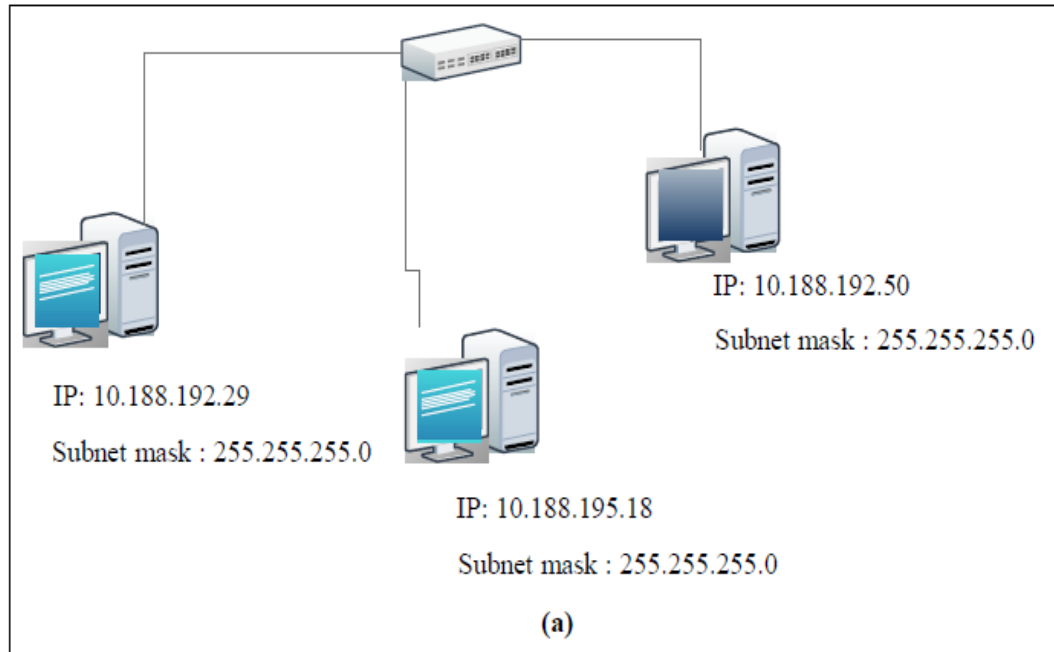 IP: 10.188.192.50
Subnet mask : 255.255.255.0
IP: 10.188.192.29
Subnet mask : 255.255.255.0
IP: 10.188.195.18
Subnet mask : 255.255.255.0
(a)